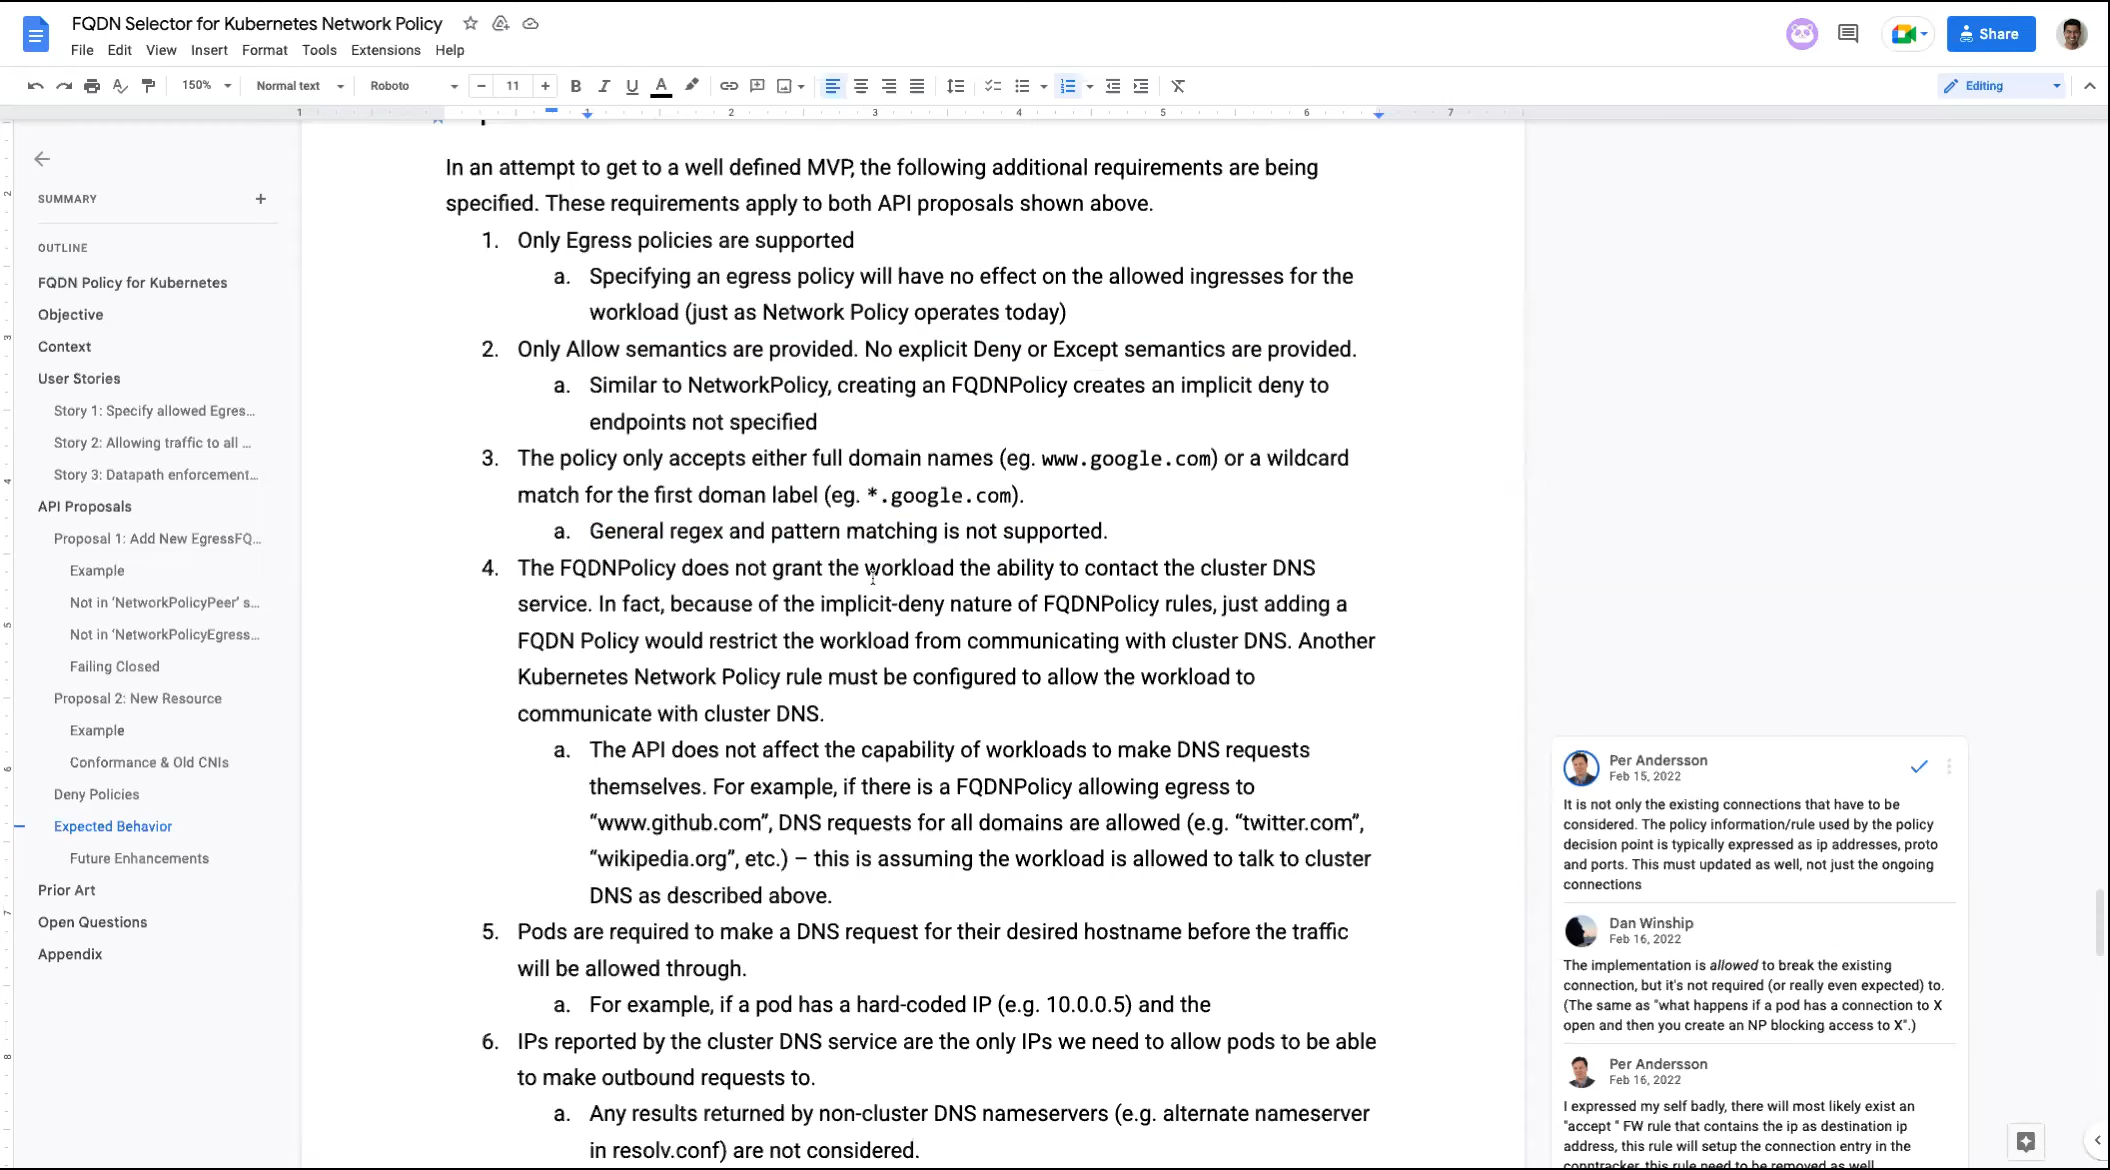 FQDN Selector for Kubernetes Network Policy
File Edit View Insert Format Tools Extensions Help
Share
150% Normal text Roboto − 11 + B I U A Editing
1 1 2 3 4 5 6 7
SUMMARY +
OUTLINE
FQDN Policy for Kubernetes
Objective
Context
User Stories
Story 1: Specify allowed Egres...
Story 2: Allowing traffic to all ...
Story 3: Datapath enforcement...
API Proposals
Proposal 1: Add New EgressFQ...
Example
Not in ‘NetworkPolicyPeer’ s...
Not in ‘NetworkPolicyEgress...
Failing Closed
Proposal 2: New Resource
Example
Conformance & Old CNIs
Deny Policies
Expected Behavior
Future Enhancements
Prior Art
Open Questions
Appendix
In an attempt to get to a well defined MVP, the following additional requirements are being
specified. These requirements apply to both API proposals shown above.
1. Only Egress policies are supported
a. Specifying an egress policy will have no effect on the allowed ingresses for the
workload (just as Network Policy operates today)
2. Only Allow semantics are provided. No explicit Deny or Except semantics are provided.
a. Similar to NetworkPolicy, creating an FQDNPolicy creates an implicit deny to
endpoints not specified
3. The policy only accepts either full domain names (eg. www.google.com) or a wildcard
match for the first doman label (eg. *.google.com).
a. General regex and pattern matching is not supported.
4. The FQDNPolicy does not grant the workload the ability to contact the cluster DNS
service. In fact, because of the implicit-deny nature of FQDNPolicy rules, just adding a
FQDN Policy would restrict the workload from communicating with cluster DNS. Another
Kubernetes Network Policy rule must be configured to allow the workload to
communicate with cluster DNS.
a. The API does not affect the capability of workloads to make DNS requests
themselves. For example, if there is a FQDNPolicy allowing egress to
“www.github.com”, DNS requests for all domains are allowed (e.g. “twitter.com”,
“wikipedia.org”, etc.) – this is assuming the workload is allowed to talk to cluster
DNS as described above.
5. Pods are required to make a DNS request for their desired hostname before the traffic
will be allowed through.
a. For example, if a pod has a hard-coded IP (e.g. 10.0.0.5) and the
6. IPs reported by the cluster DNS service are the only IPs we need to allow pods to be able
to make outbound requests to.
a. Any results returned by non-cluster DNS nameservers (e.g. alternate nameserver
in resolv.conf) are not considered.
Per Andersson
Feb 15, 2022
It is not only the existing connections that have to be
considered. The policy information/rule used by the policy
decision point is typically expressed as ip addresses, proto
and ports. This must updated as well, not just the ongoing
connections
Dan Winship
Feb 16, 2022
The implementation is allowed to break the existing
connection, but it's not required (or really even expected) to.
(The same as "what happens if a pod has a connection to X
open and then you create an NP blocking access to X".)
Per Andersson
Feb 16, 2022
I expressed my self badly, there will most likely exist an
"accept " FW rule that contains the ip as destination ip
address, this rule will setup the connection entry in the
conntracker, this rule need to be removed as well